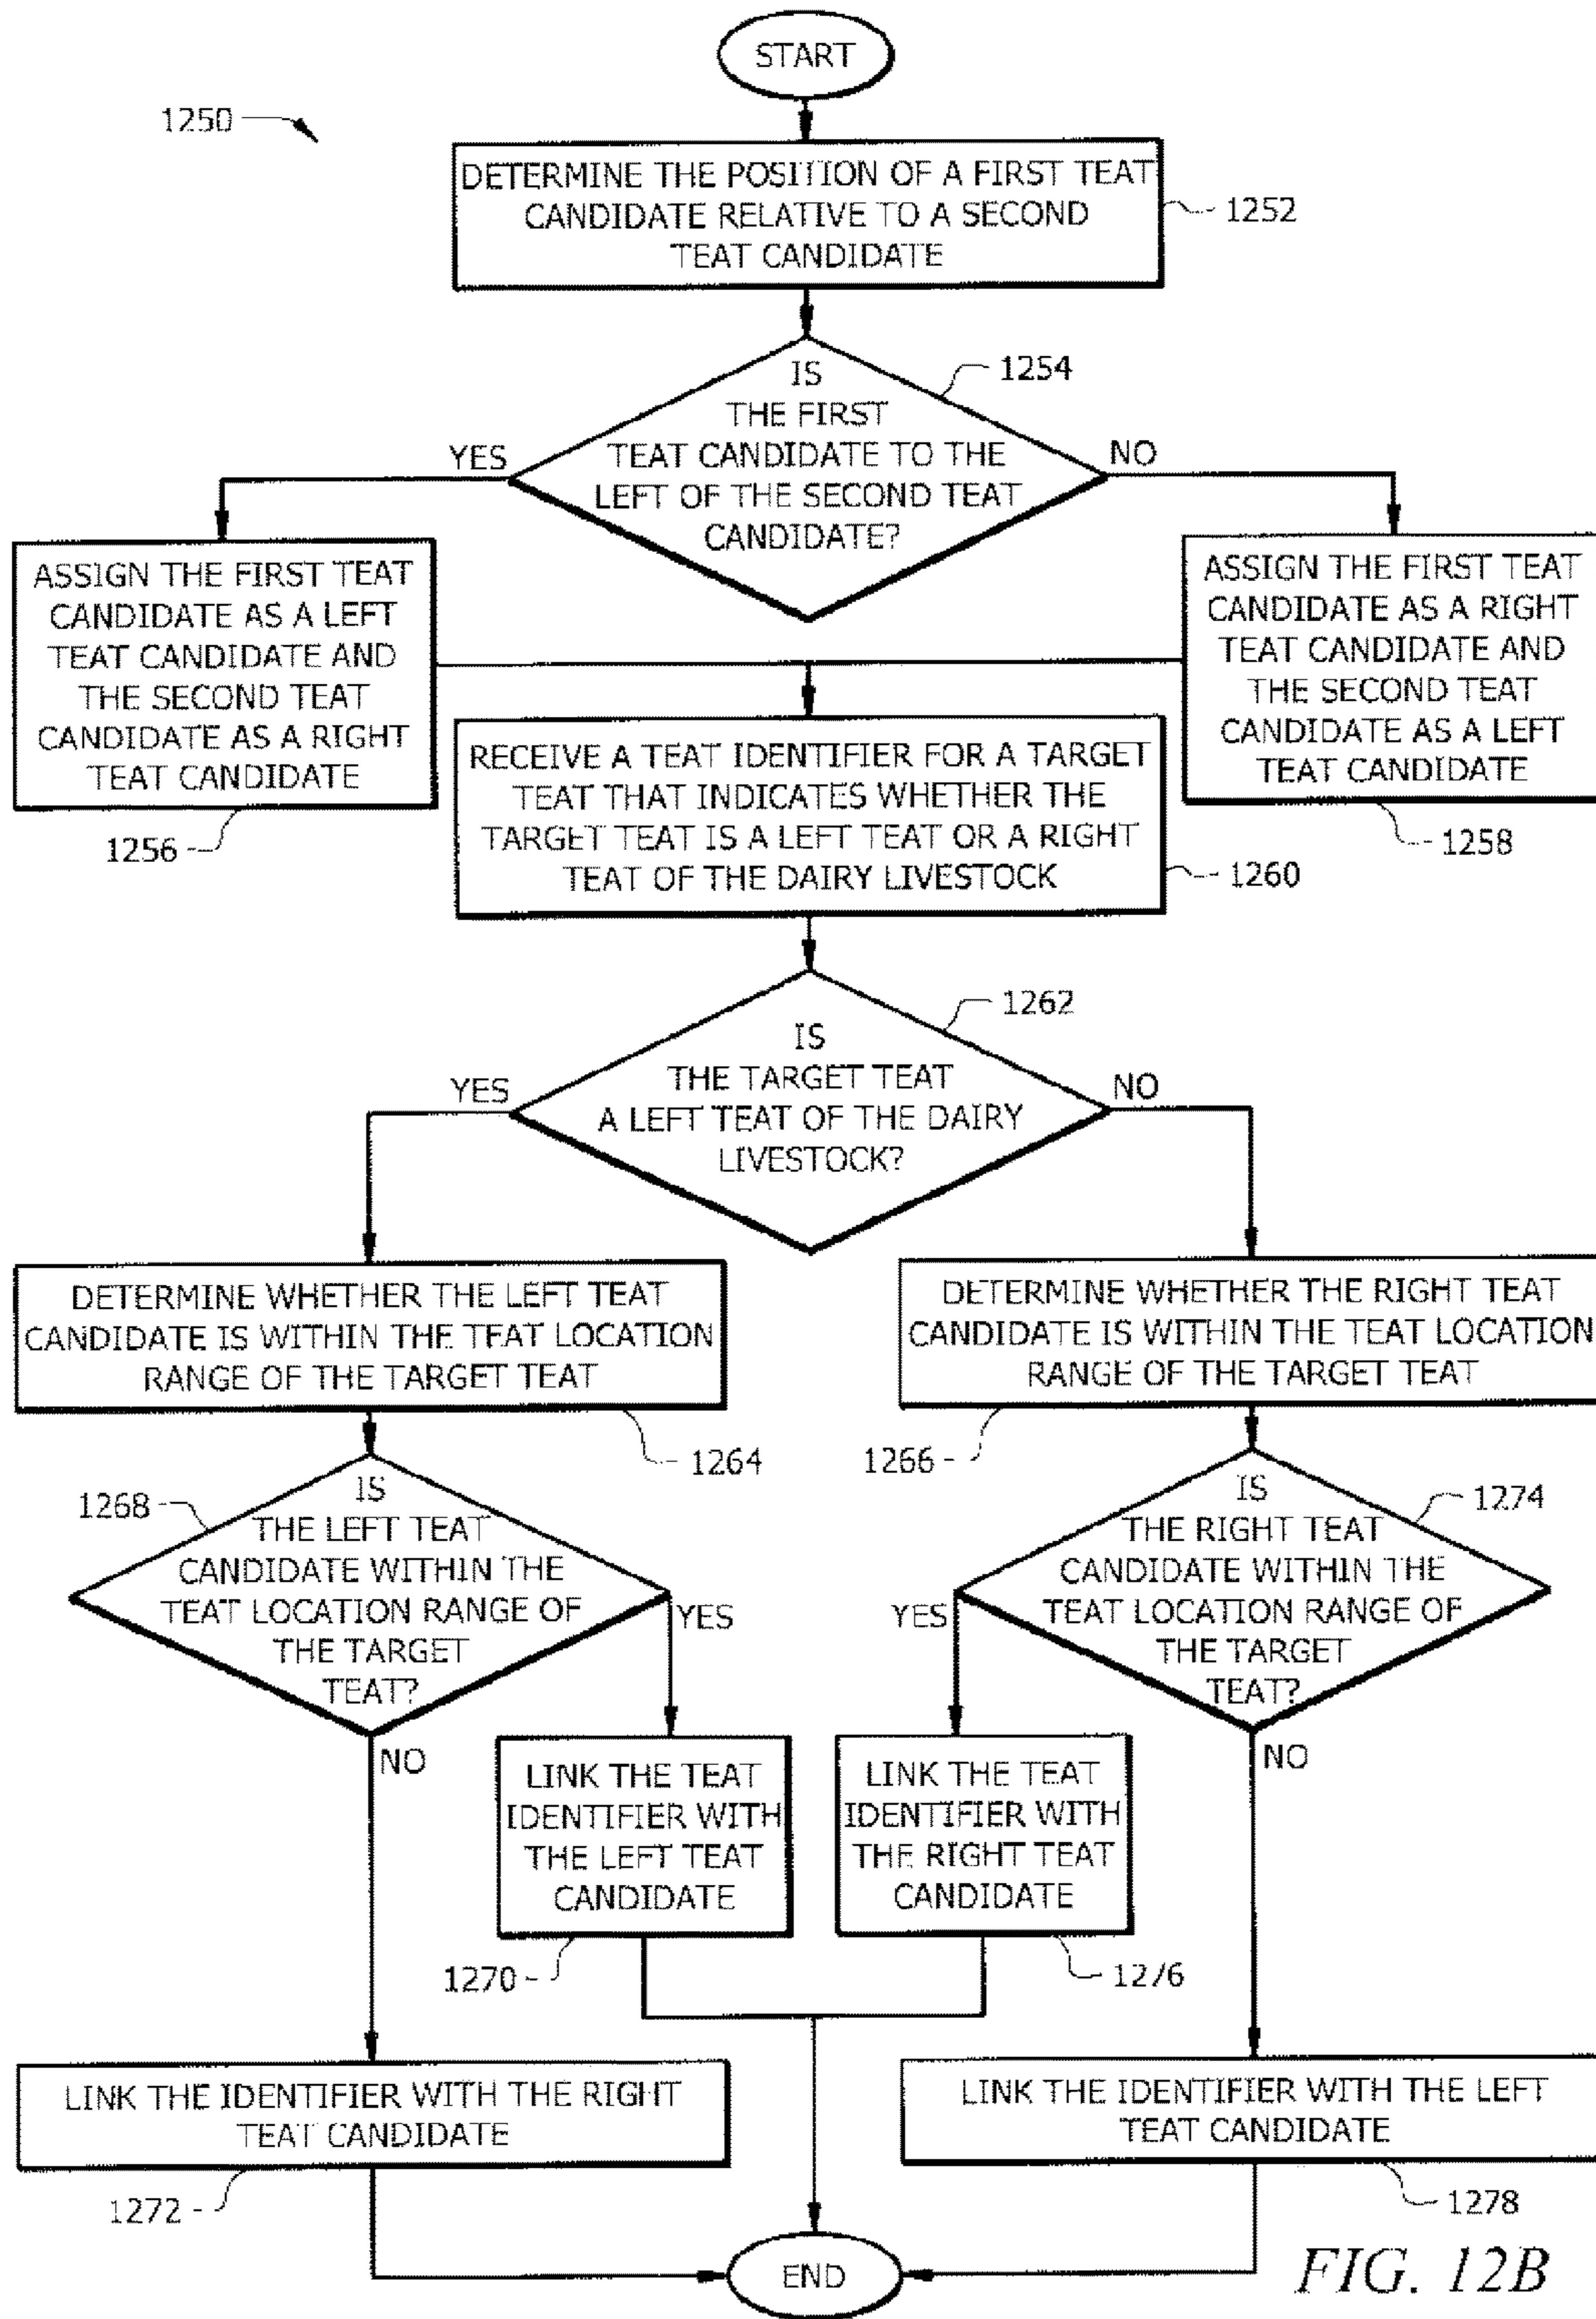 START
1250
DETERMINE THE POSITION OF A FIRST TEAT
CANDIDATE RELATIVE TO A SECOND
TEAT CANDIDATE
1252
IS
THE FIRST
TEAT CANDIDATE TO THE
LEFT OF THE SECOND TEAT
CANDIDATE?
1254
YES
NO
ASSIGN THE FIRST TEAT
CANDIDATE AS A LEFT
TEAT CANDIDATE AND
THE SECOND TEAT
CANDIDATE AS A RIGHT
TEAT CANDIDATE
1256
ASSIGN THE FIRST TEAT
CANDIDATE AS A RIGHT
TEAT CANDIDATE AND
THE SECOND TEAT
CANDIDATE AS A LEFT
TEAT CANDIDATE
1258
RECEIVE A TEAT IDENTIFIER FOR A TARGET
TEAT THAT INDICATES WHETHER THE
TARGET TEAT IS A LEFT TEAT OR A RIGHT
TEAT OF THE DAIRY LIVESTOCK
1260
IS
THE TARGET TEAT
A LEFT TEAT OF THE DAIRY
LIVESTOCK?
1262
YES
NO
DETERMINE WHETHER THE LEFT TEAT
CANDIDATE IS WITHIN THE TEAT LOCATION
RANGE OF THE TARGET TEAT
1264
DETERMINE WHETHER THE RIGHT TEAT
CANDIDATE IS WITHIN THE TEAT LOCATION
RANGE OF THE TARGET TEAT
1266
1268
IS
THE LEFT TEAT
CANDIDATE WITHIN THE
TEAT LOCATION RANGE OF
THE TARGET
TEAT?
YES
NO
IS
THE RIGHT TEAT
CANDIDATE WITHIN THE
TEAT LOCATION RANGE OF
THE TARGET
TEAT?
1274
YES
NO
LINK THE TEAT
IDENTIFIER WITH
THE LEFT TEAT
CANDIDATE
1270
LINK THE TEAT
IDENTIFIER WITH
THE RIGHT TEAT
CANDIDATE
1276
LINK THE IDENTIFIER WITH THE RIGHT
TEAT CANDIDATE
1272
LINK THE IDENTIFIER WITH THE LEFT
TEAT CANDIDATE
1278
END
FIG. 12B